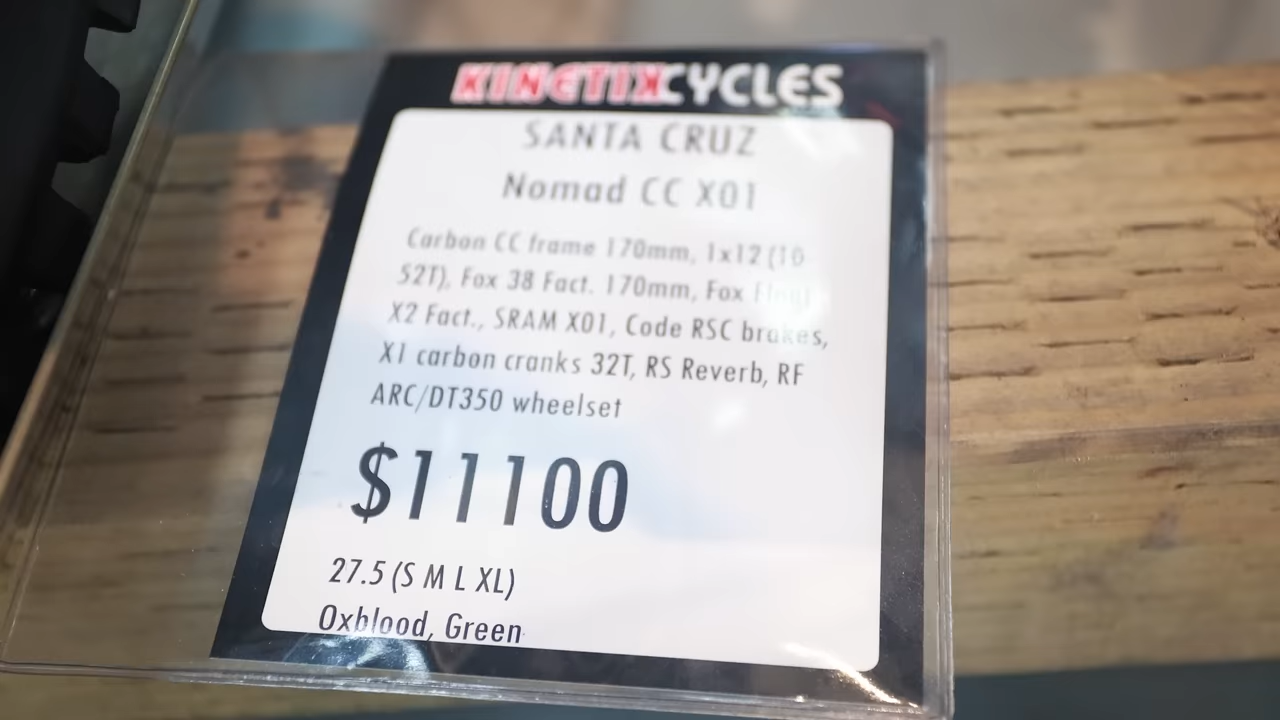 KINETIKCYCLES
SANTA CRUZ
Nomad CC X01
Carbon CC frame 170mm, 1x12 (10
52T), Fox 38 Fact. 170mm, Fox Float
X2 Fact., SRAM X01, Code RSC brakes,
X1 carbon cranks 32T, RS Reverb, RF
ARC/DT350 wheelset
$11100
27.5 (S M L XL)
Oxblood, Green